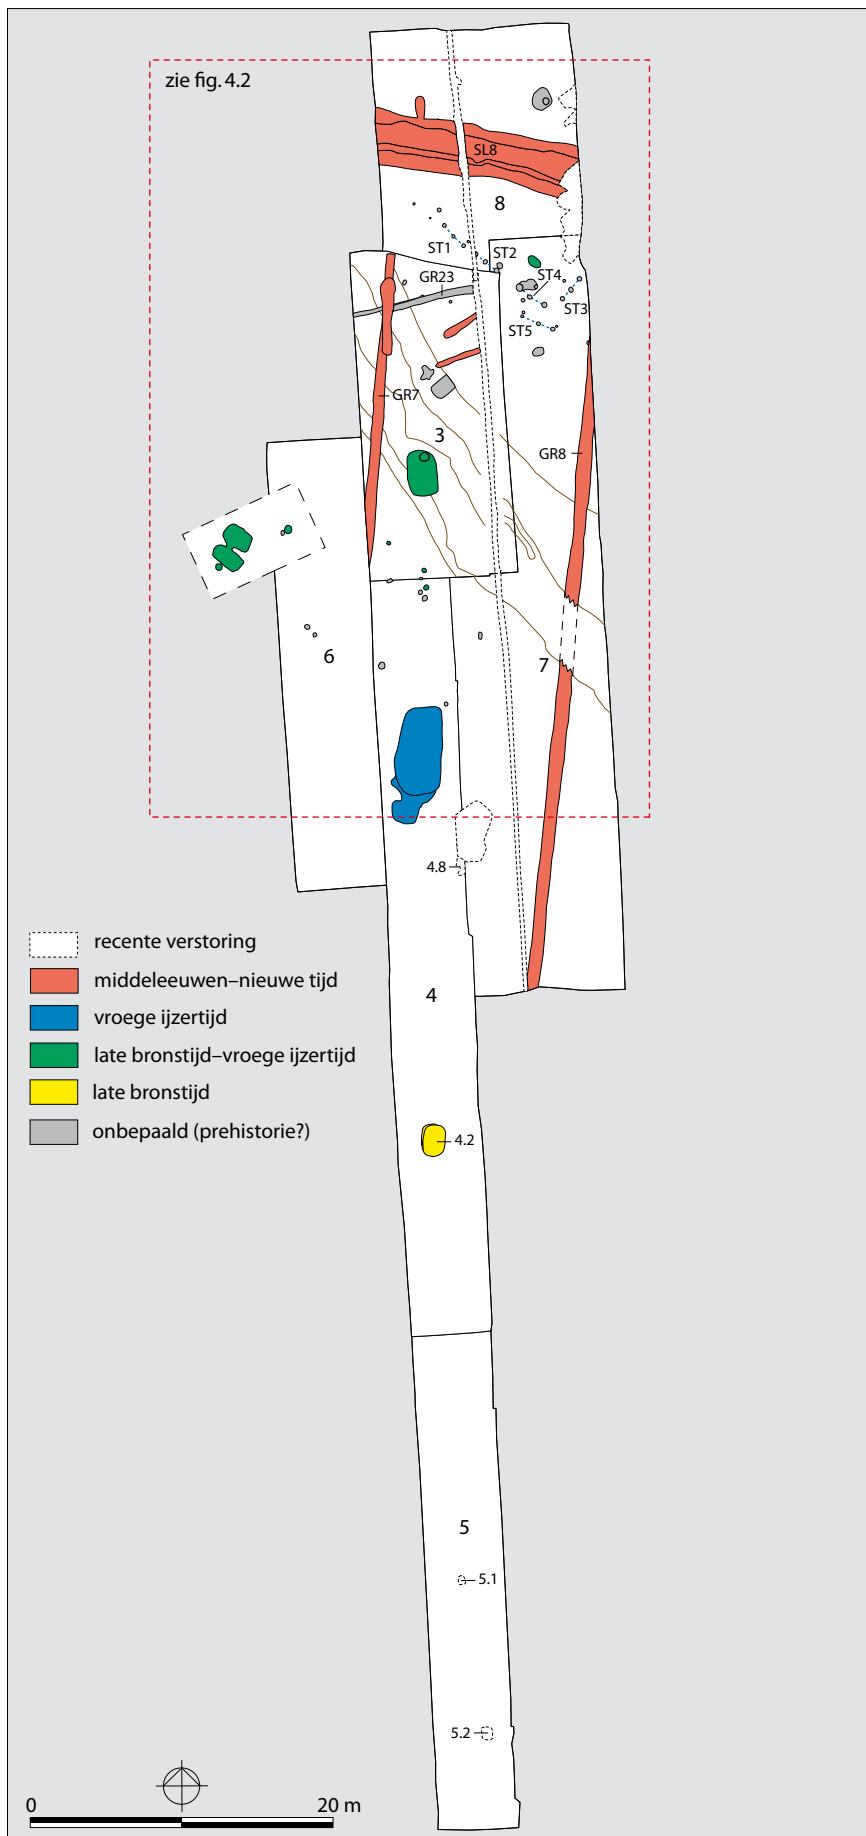 zie fig. 4.2
SL8
8
ST1
ST2
GR23
ST4
ST3
ST5
GR7
3
GR8
6
7
4.8
recente verstoring
middeleeuwen–nieuwe tijd
4
vroege ijzertijd
late bronstijd–vroege ijzertijd
late bronstijd
onbepaald (prehistorie?)
4.2
5
5.1
5.2
0 20 m